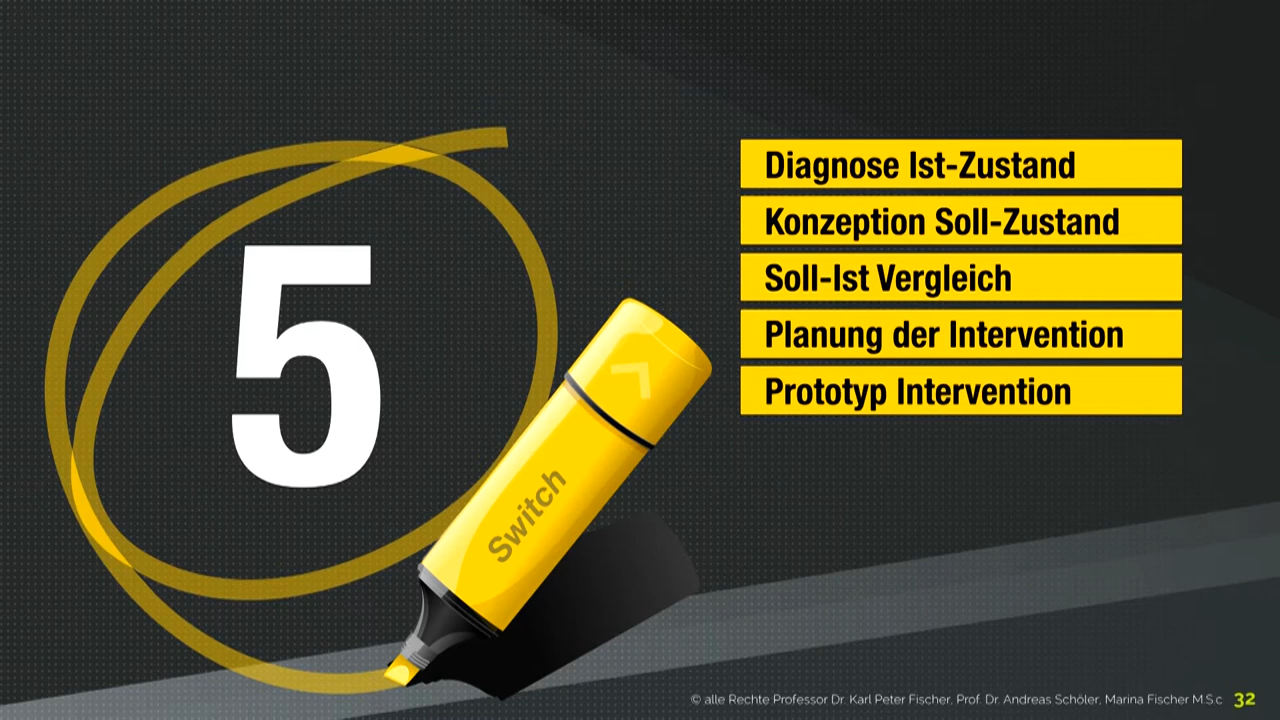 5
Diagnose Ist-Zustand
Konzeption Soll-Zustand
Soll-Ist Vergleich
Planung der Intervention
Prototyp Intervention
Switch
© alle Rechte Professor Dr. Karl Peter Fischer, Prof. Dr. Andreas Schöler, Marina Fischer M.S.c 32